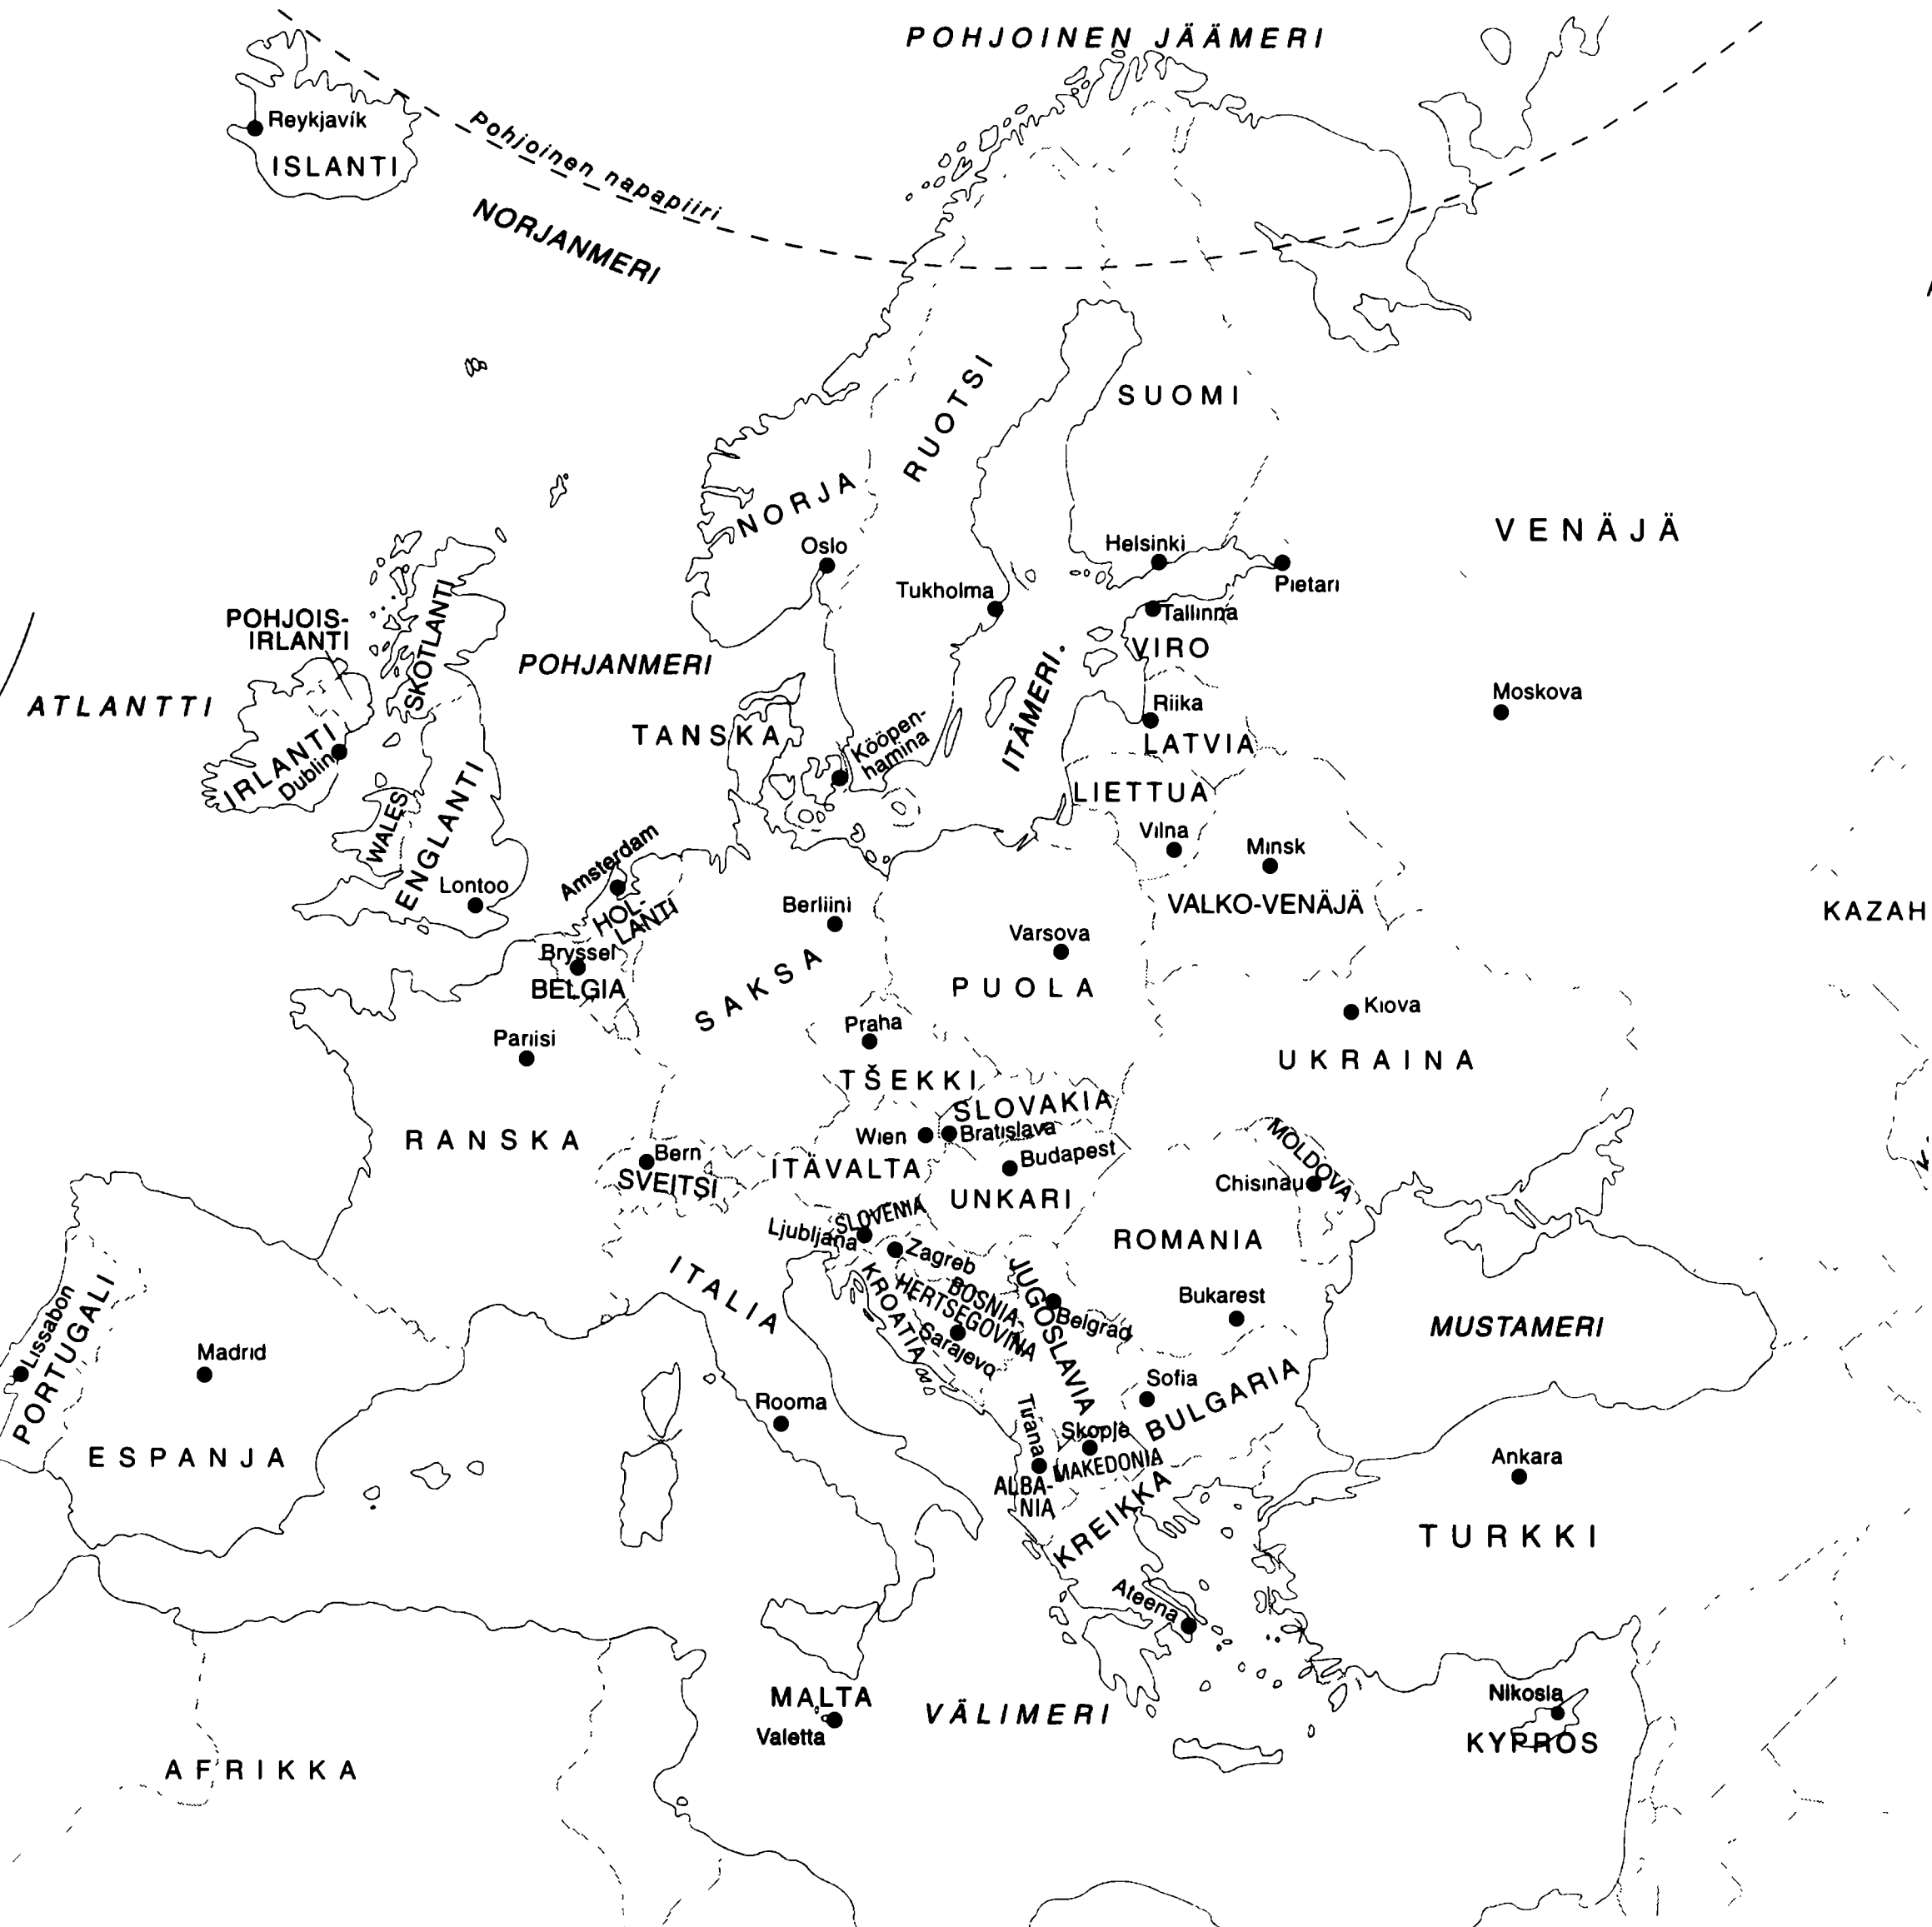 POHJOINEN JÄÄMERI
Reykjavík
ISLANTI
Pohjoinen napapiiri
NORJANMERI
RUOTSI
SUOMI
NORJA
VENÄJÄ
Oslo
Helsinki
Pietari
Tukholma
Tallinna
VIRO
POHJOIS-
IRLANTI
SKOTLANTI
POHJANMERI
ITÄMERI
ATLANTTI
Moskova
Riika
LATVIA
TANSKA
Kööpen-
hamina
IRLANTI
Dublin
WALES
ENGLANTI
Lontoo
LIETTUA
Vilna
Minsk
VALKO-VENÄJÄ
KAZAH
Amsterdam
HOL-
LANTI
Berliini
Varsova
Bryssel
BELGIA
SAKSA
PUOLA
Kiova
UKRAINA
Pariisi
Praha
TŠEKKI
SLOVAKIA
RANSKA
Wien
Bratislava
Bern
SVEITSI
ITÄVALTA
Budapest
UNKARI
MOLDOVA
Chisinau
SLOVENIA
Ljubljana
Zagreb
ROMANIA
ITALIA
KROATIA
BOSNIA-
HERTSEGOVINA
Sarajevo
JUGOSLAVIA
Belgrad
Bukarest
MUSTAMERI
Lissabon
PORTUGALI
Madrid
ESPANJA
Rooma
Sofia
BULGARIA
Tirana
Skopje
MAKEDONIA
ALBA-
NIA
KREIKKA
Ankara
TURKKI
Ateena
MALTA
Valetta
VÄLIMERI
Nikosia
KYPROS
AFRIKKA